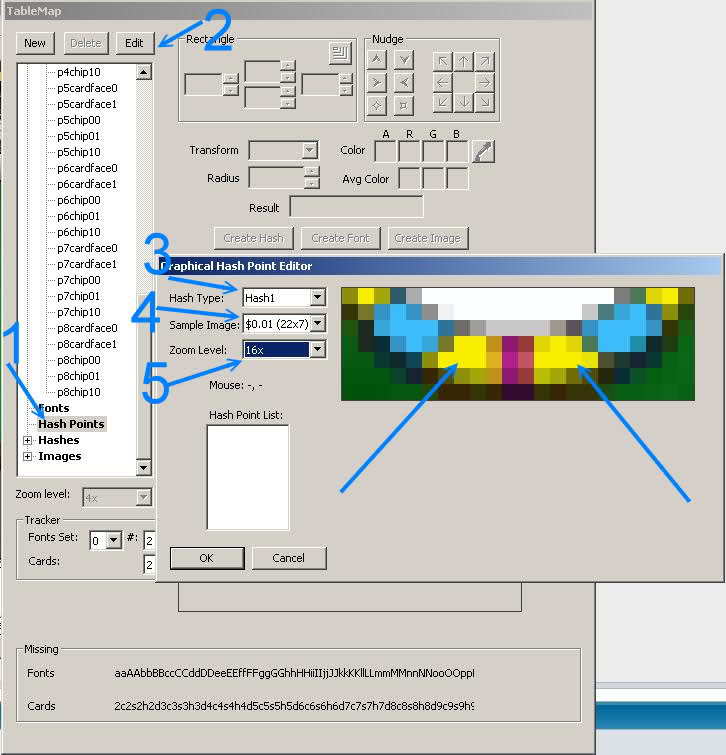 TableMap
New
Delete
Edit
2
Rectangle
Nudge
p4chip10
p5cardface0
p5cardface1
p5chip00
p5chip01
p5chip10
p6cardface0
p6cardface1
p6chip00
p6chip01
p6chip10
p7cardface0
p7cardface1
p7chip00
p7chip01
p7chip10
p8cardface0
p8cardface1
p8chip00
p8chip01
p8chip10
Fonts
Hash Points
Hashes
Images
1
A R G B
Transform
Color
Radius
Avg Color
Result
Create Hash
Create Font
Create Image
3
Graphical Hash Point Editor
Hash Type:
Hash1
4
Sample Image:
$0.01 (22x7)
Zoom Level:
16x
5
Mouse: -, -
Hash Point List:
OK
Cancel
Zoom level:
4x
Tracker
Fonts Set:
0
#:
2
Cards:
2
Missing
Fonts
aaAAbbBBccCCddDDeeEEffFFggGGhhHHiiIIjjJJkkKKllLLmmMMnnNNooOOppl
Cards
2c2s2h2d3c3s3h3d4c4s4h4d5c5s5h5d6c6s6h6d7c7s7h7d8c8s8h8d9c9s9h9